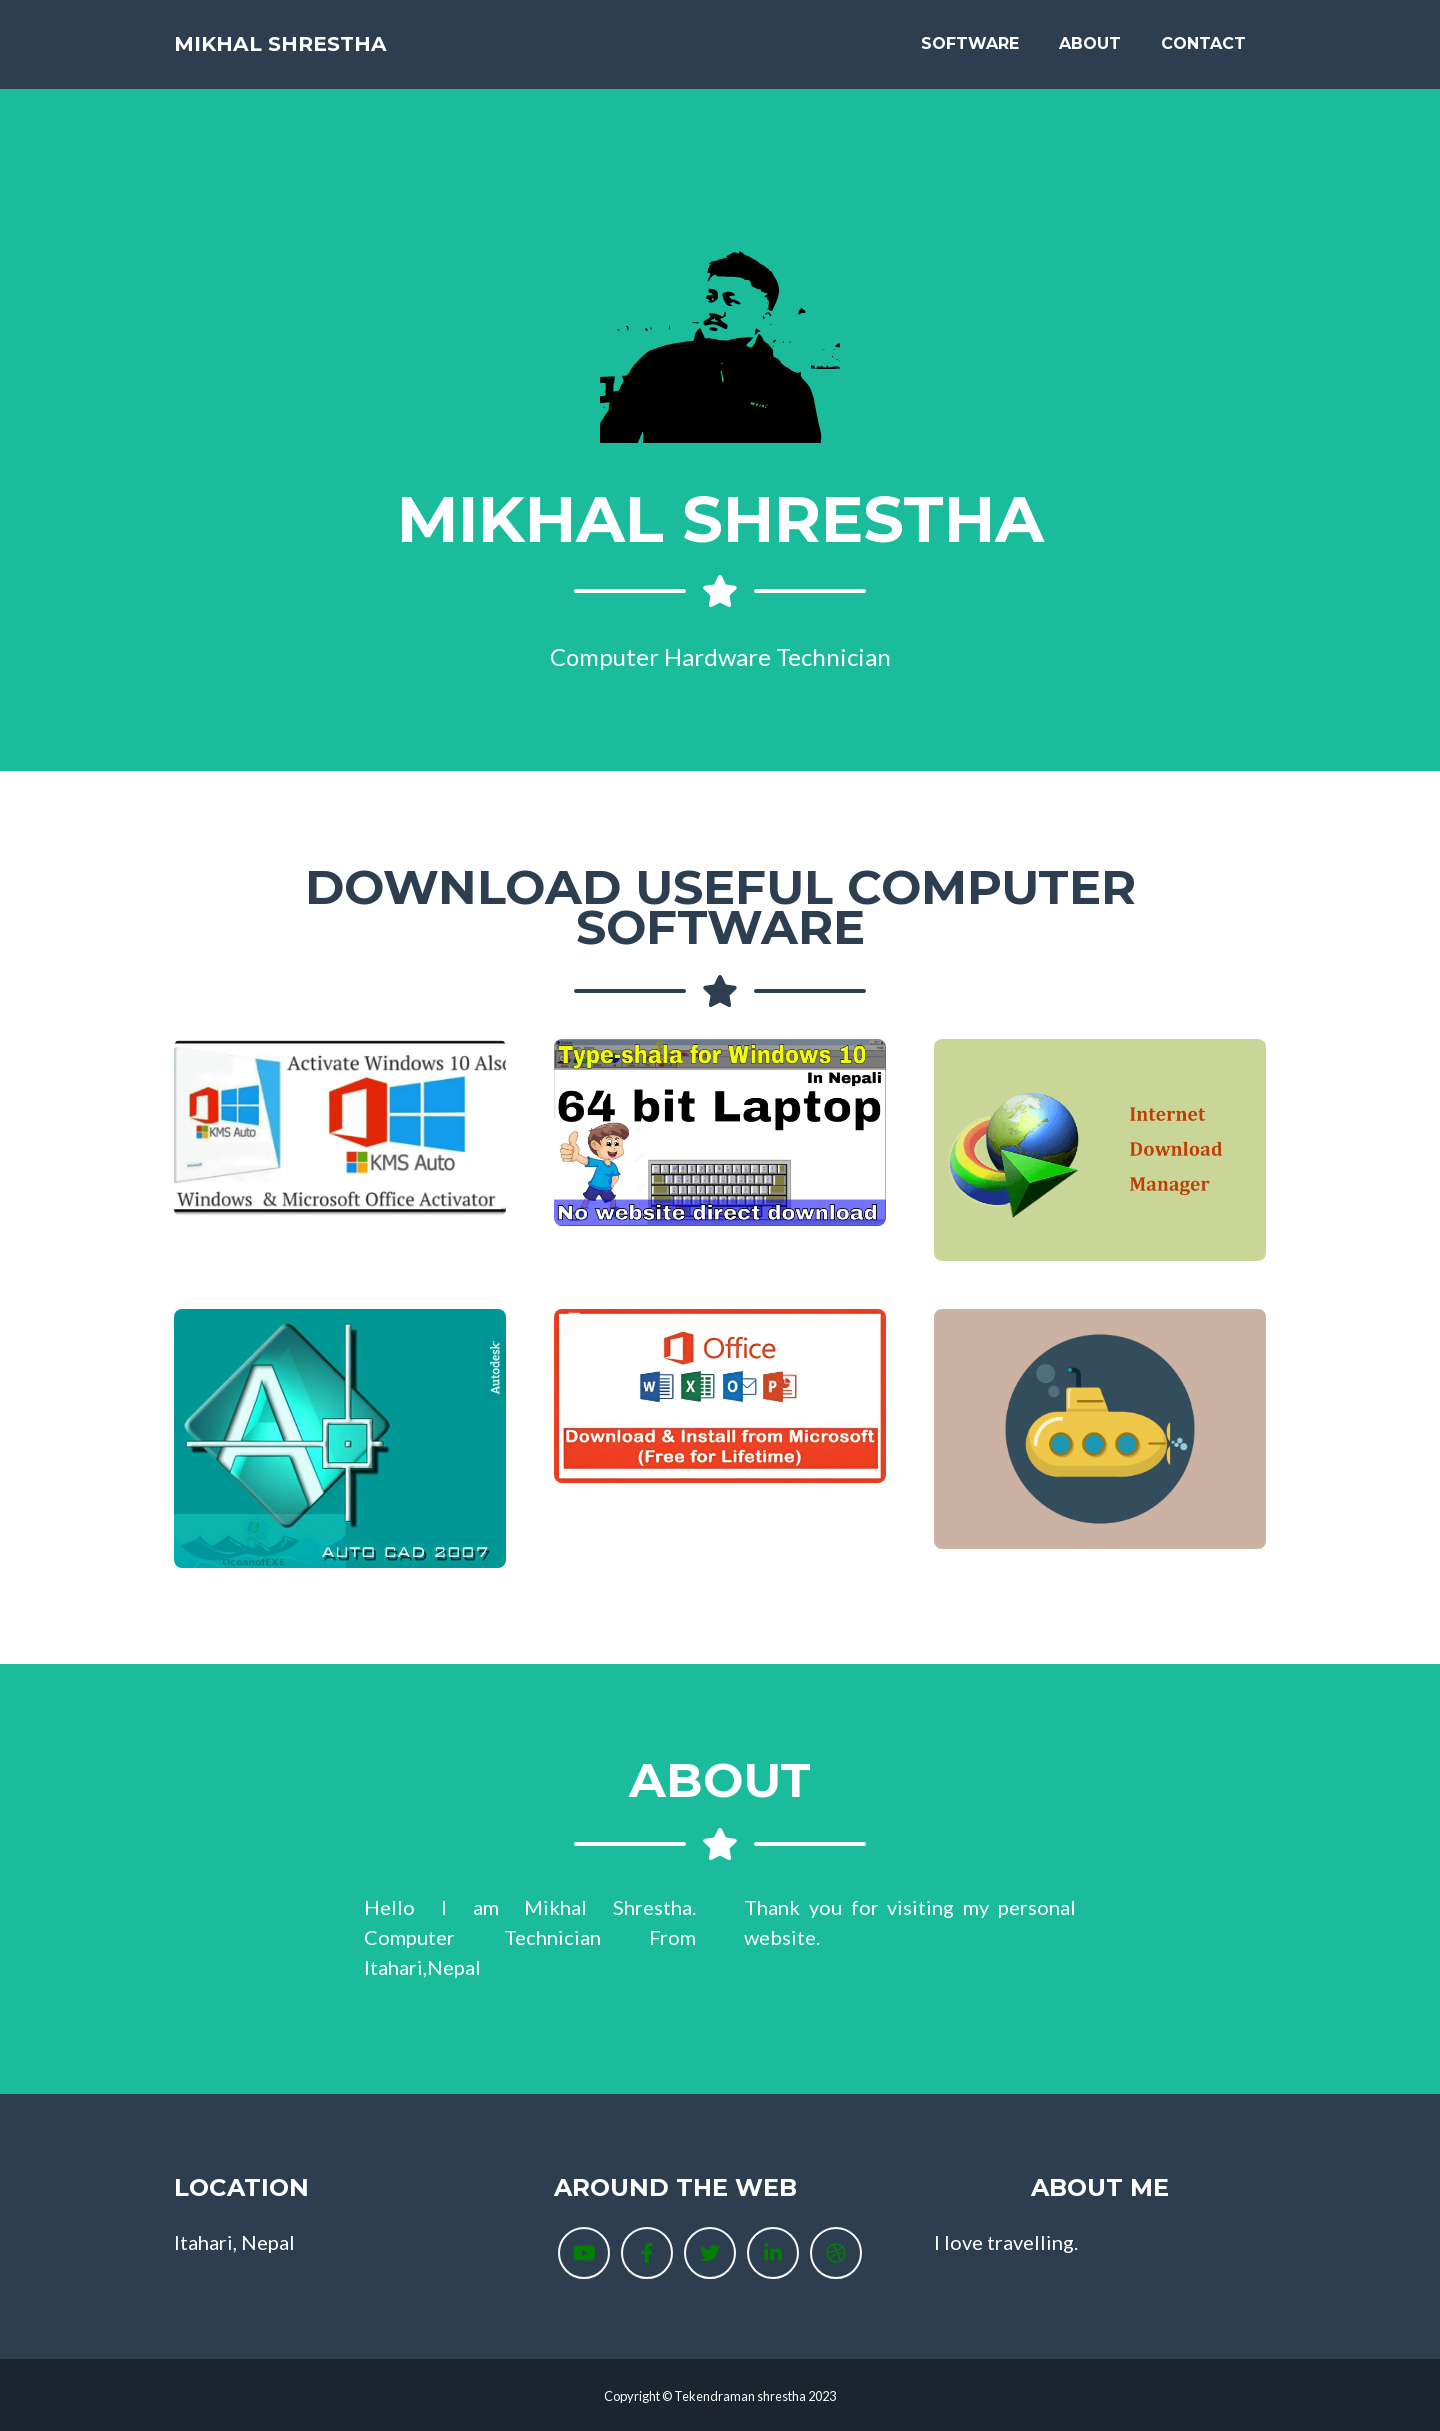 MIKHAL SHRESTHA
SOFTWARE
ABOUT
CONTACT
MIKHAL SHRESTHA
Computer Hardware Technician
DOWNLOAD USEFUL COMPUTER
SOFTWARE
Activate Windows 10 Also
KMS Auto
KMS Auto
Windows & Microsoft Office Activator
Type-shala for Windows 10
In Nepali
64 bit Laptop
No website direct download
Internet
Download
Manager
Autodesk
OceanofEXE
AUTO CAD 2007
Office
W
X
O
P
Download & Install from Microsoft
(Free for Lifetime)
ABOUT
Hello I am Mikhal Shrestha.
Computer Technician From
Itahari,Nepal
Thank you for visiting my personal
website.
LOCATION
Itahari, Nepal
AROUND THE WEB
ABOUT ME
I love travelling.
Copyright © Tekendraman shrestha 2023